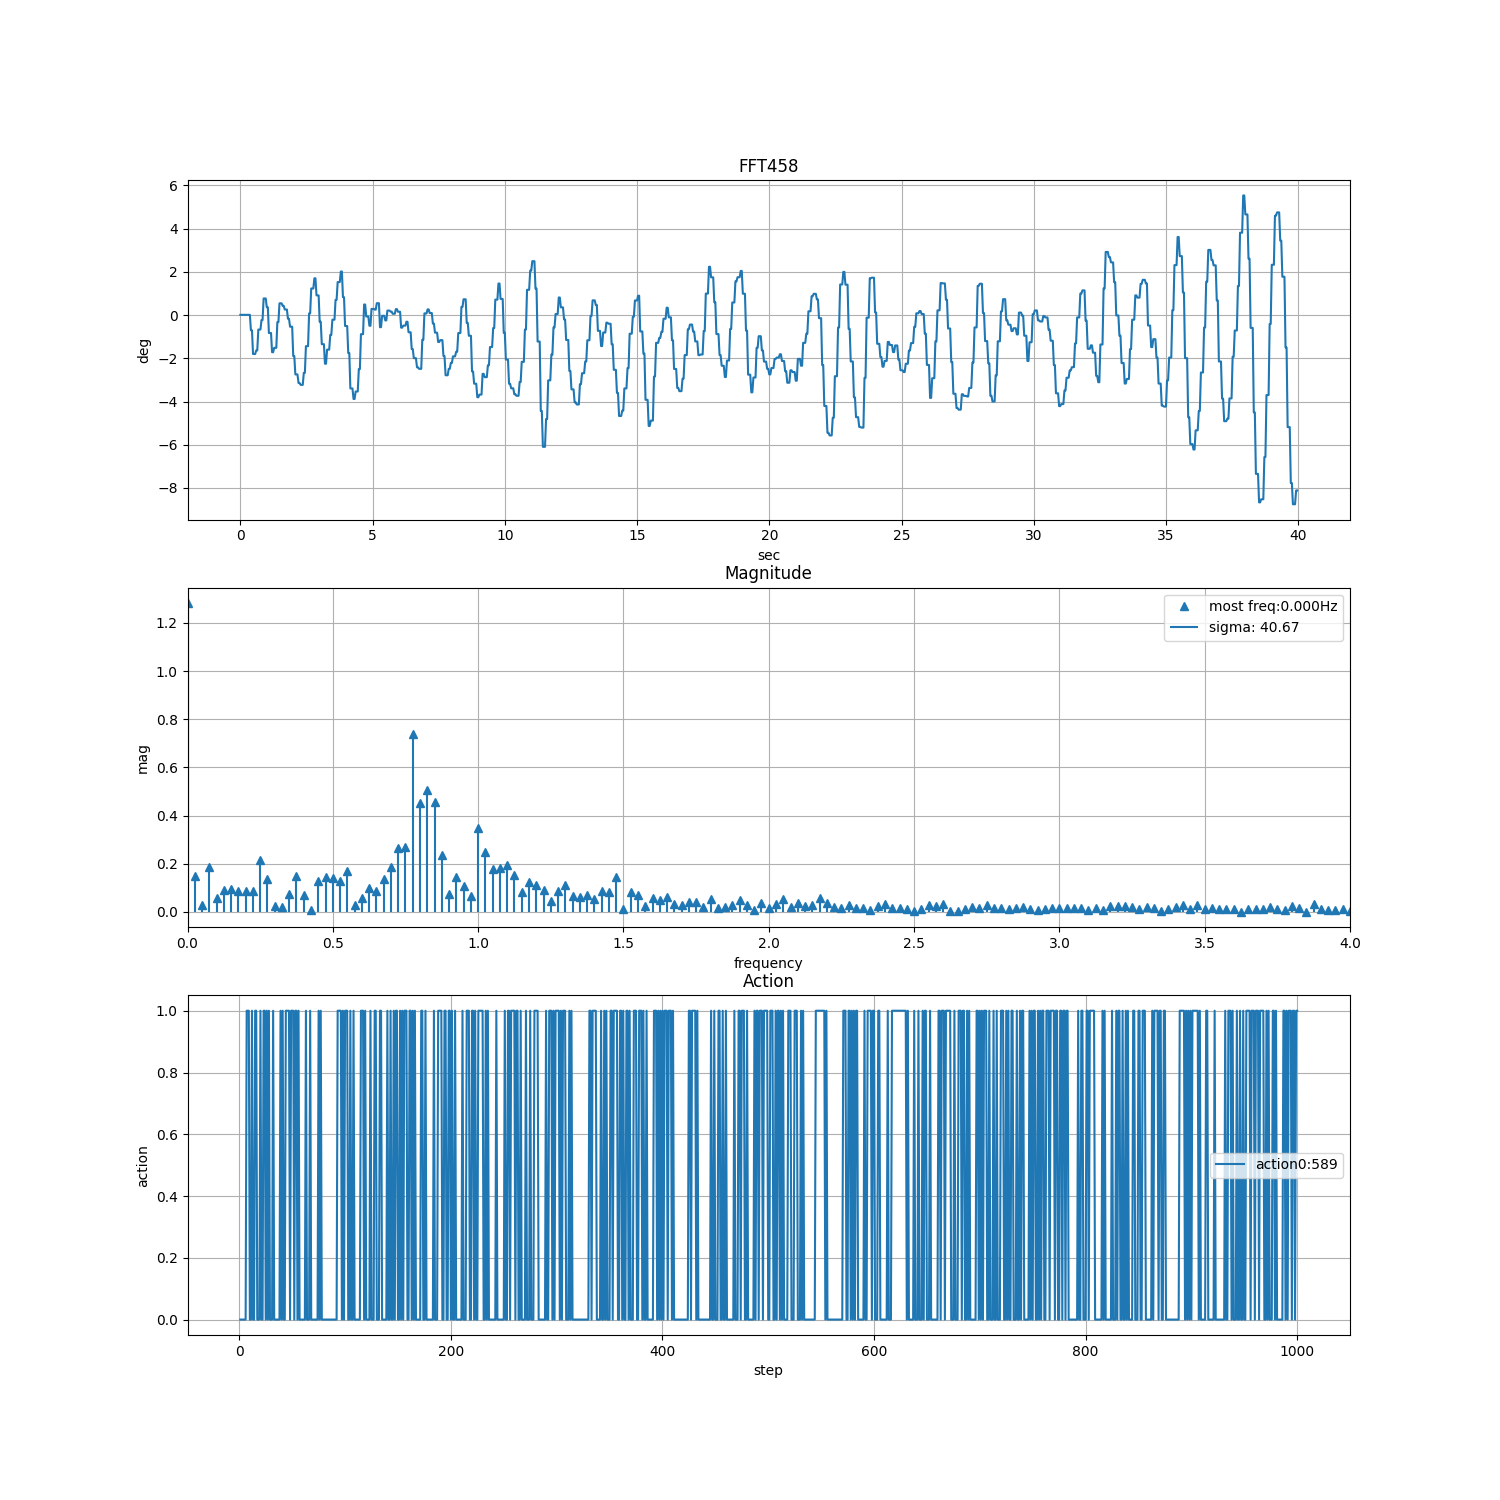 FFT458
6
4
2
0
−2
−4
−6
−8
deg
0 5 10 15 20 25 30 35 40
sec
Magnitude
most freq:0.000Hz
sigma: 40.67
1.2
1.0
0.8
0.6
0.4
0.2
0.0
mag
0.0 0.5 1.0 1.5 2.0 2.5 3.0 3.5 4.0
frequency
Action
1.0
0.8
0.6
0.4
0.2
0.0
action
action0:589
0 200 400 600 800 1000
step